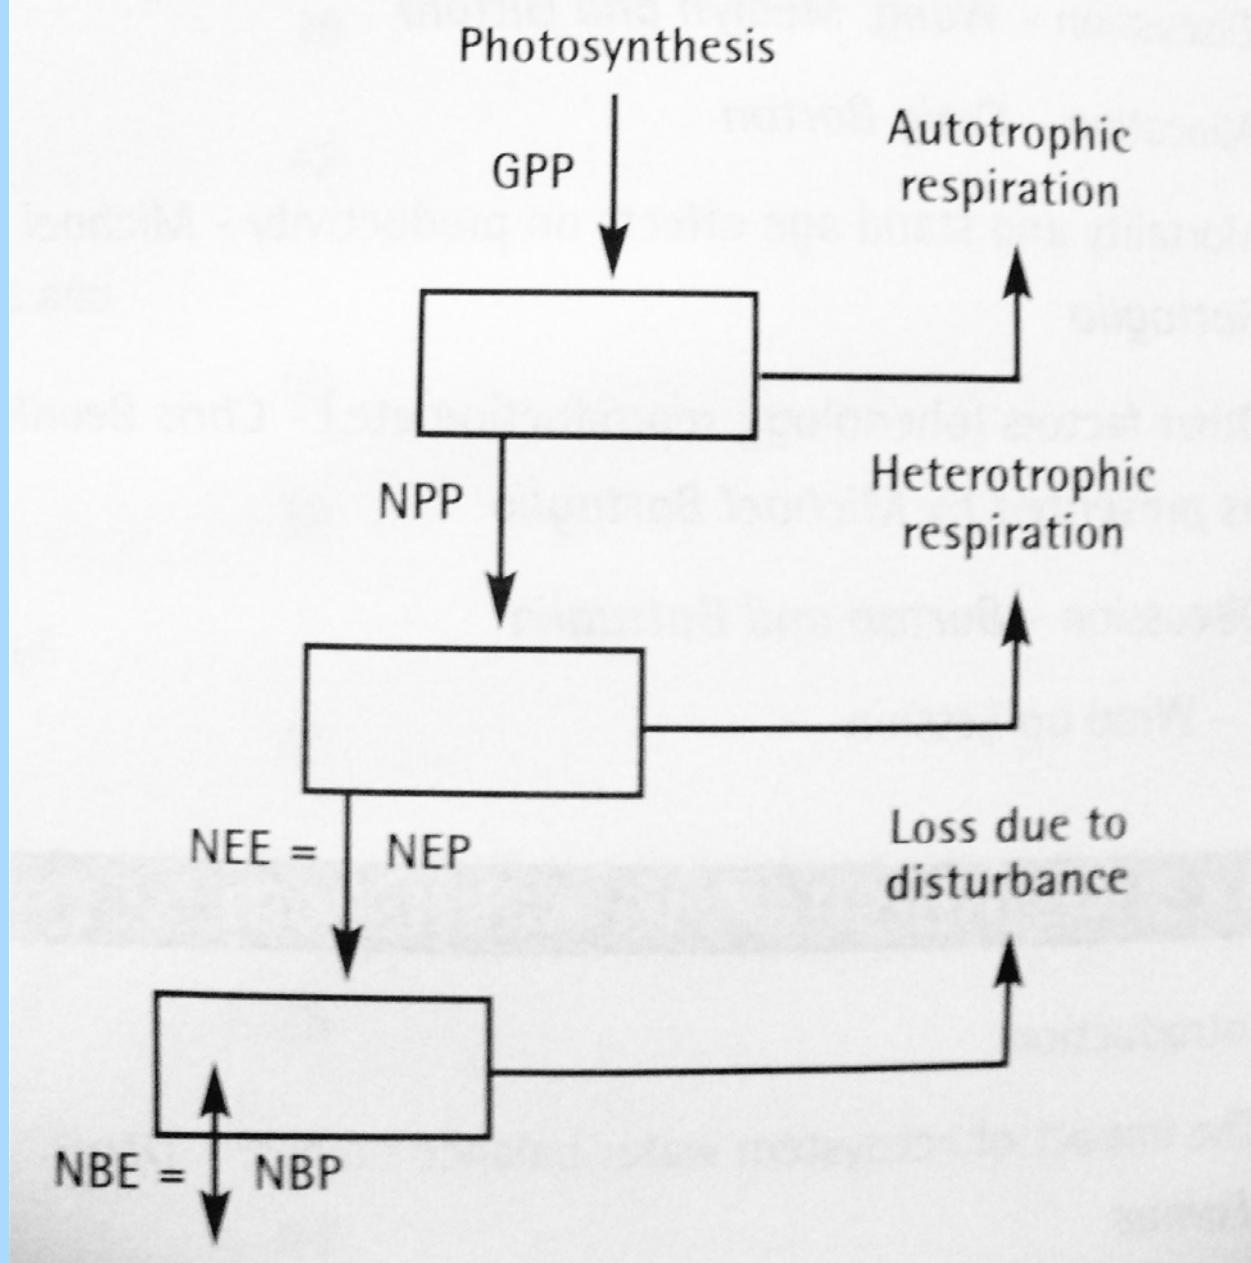 Photosynthesis
GPP
Autotrophic
respiration
NPP
Heterotrophic
respiration
NEE =
NEP
Loss due to
disturbance
NBE =
NBP